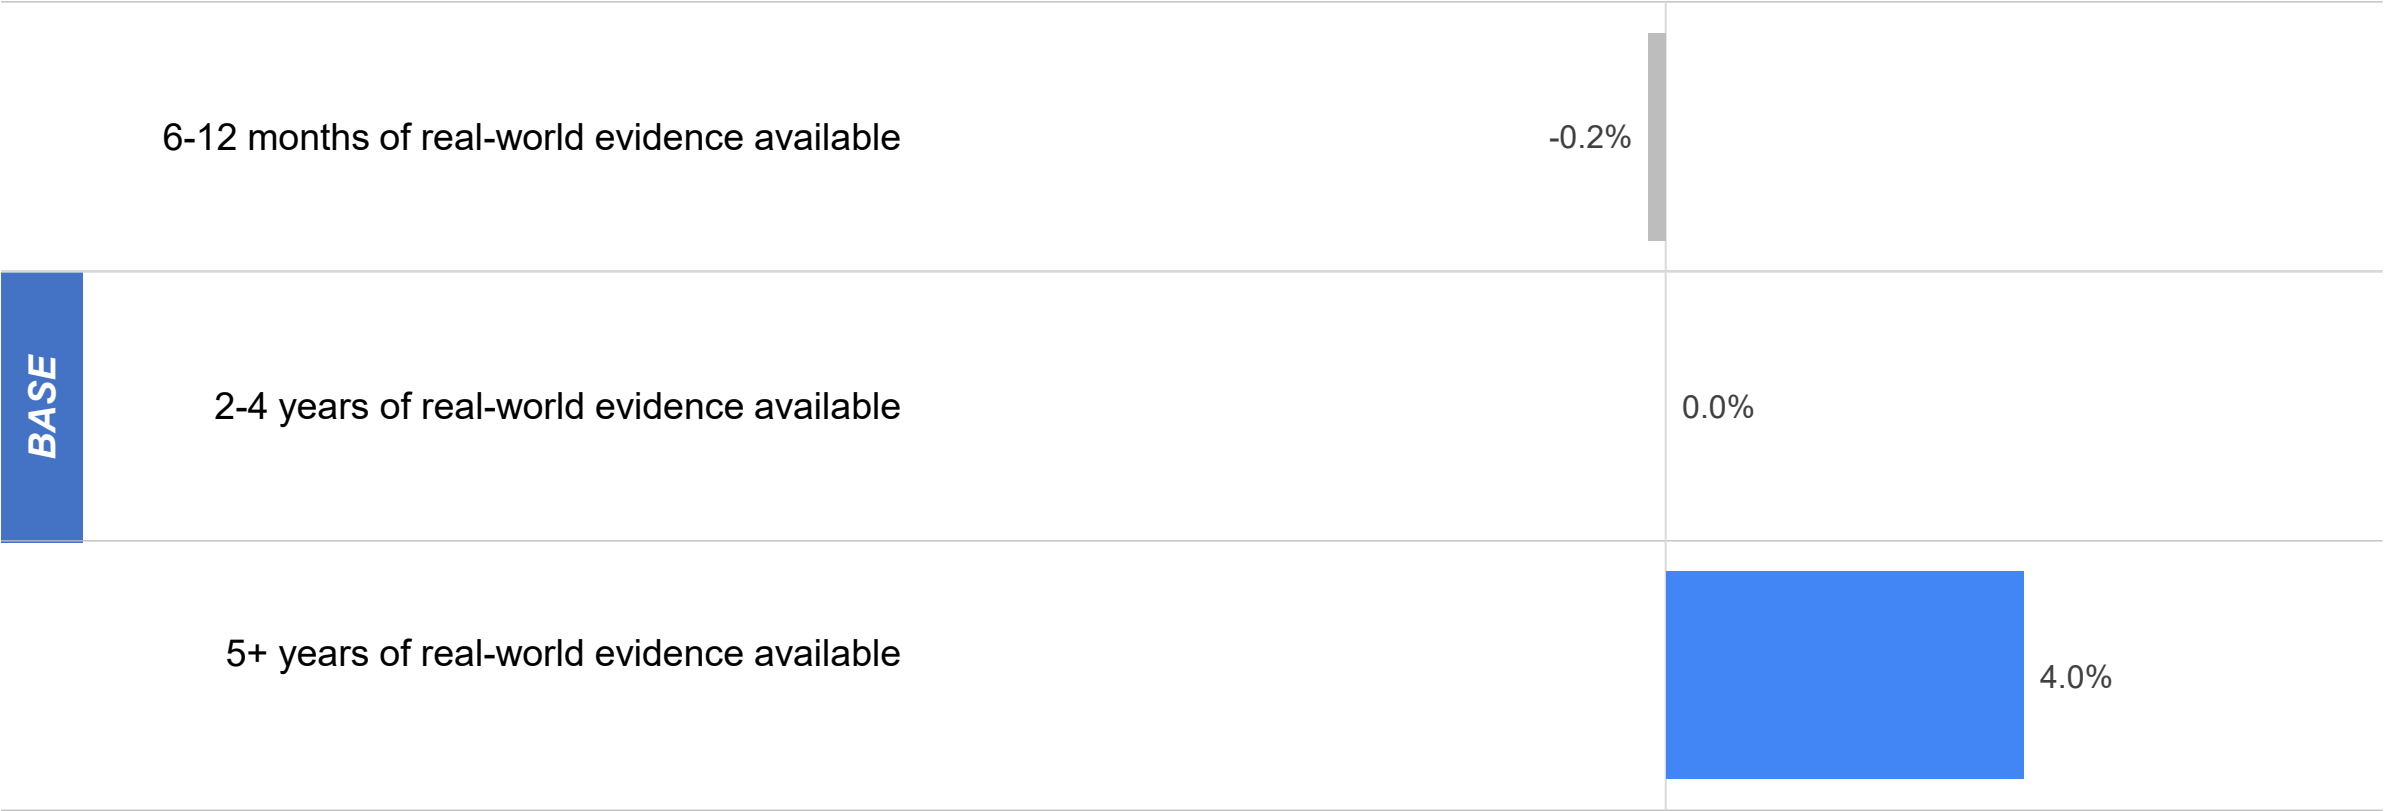 6-12 months of real-world evidence available
-0.2%
BASE
2-4 years of real-world evidence available
0.0%
5+ years of real-world evidence available
4.0%